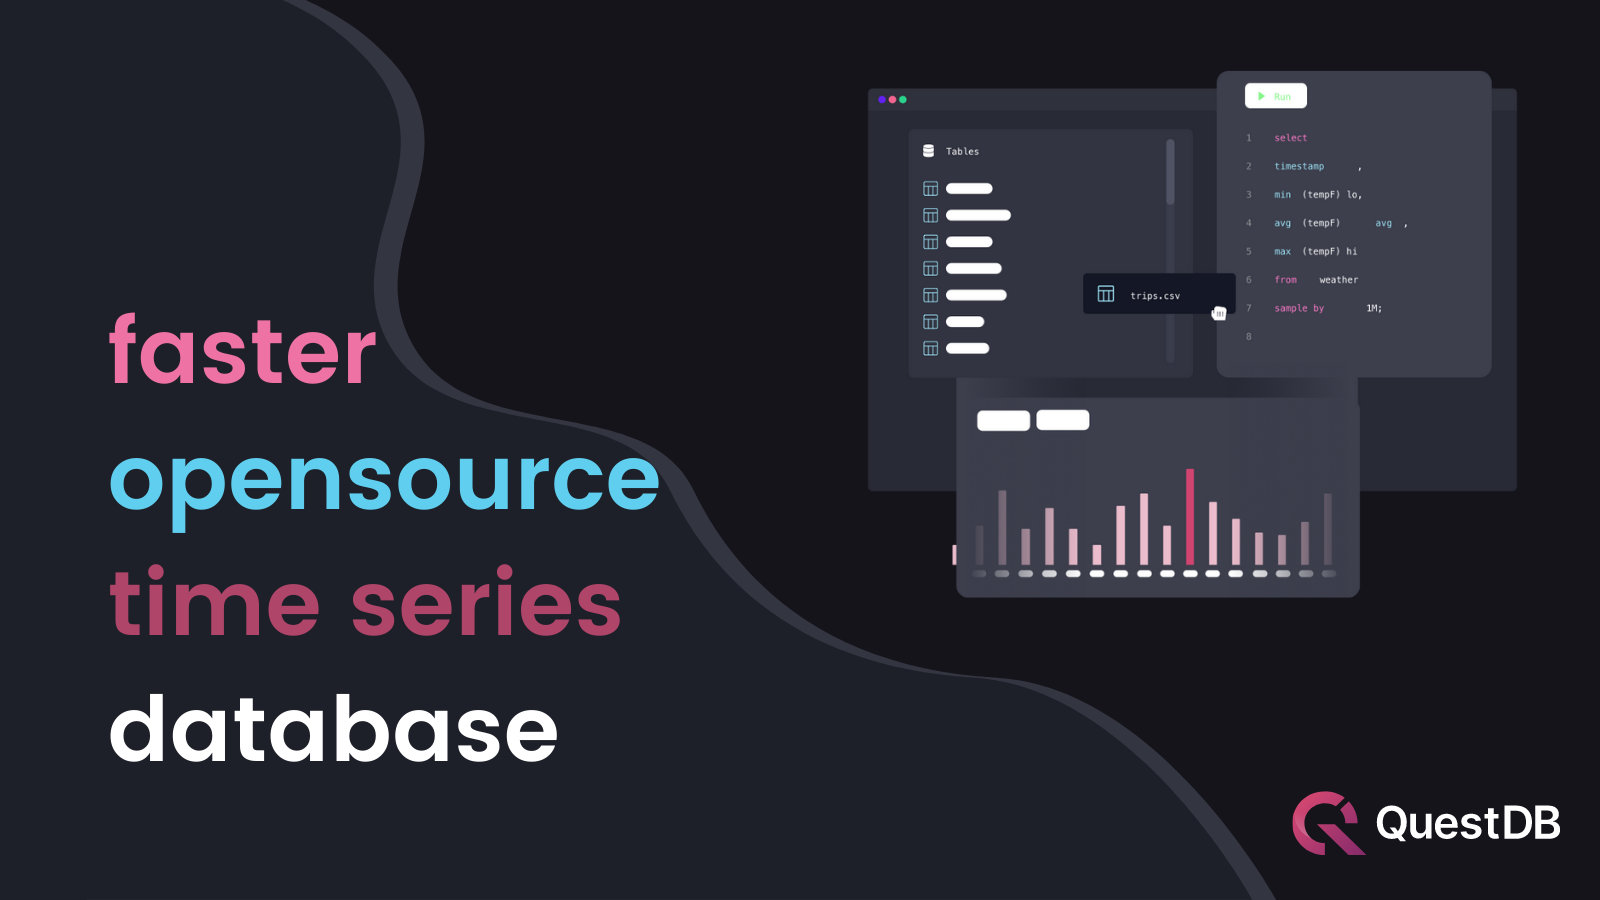 faster
opensource
time series
database
Tables
trips.csv
Run
1 select
2 timestamp ,
3 min (tempF) lo,
4 avg (tempF) avg ,
5 max (tempF) hi
6 from weather
7 sample by 1M;
8
QuestDB